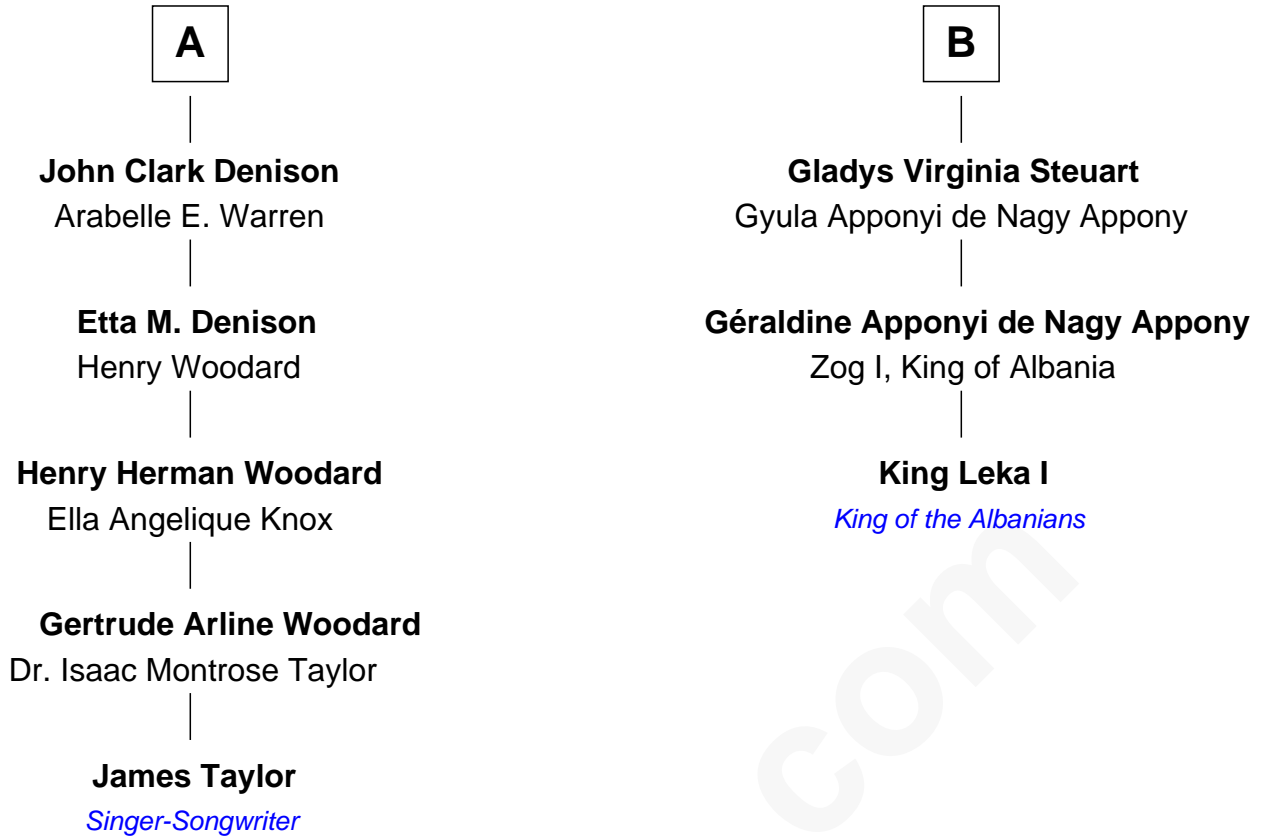 A
John Clark Denison
Arabelle E. Warren
Etta M. Denison
Henry Woodard
Henry Herman Woodard
Ella Angelique Knox
Gertrude Arline Woodard
Dr. Isaac Montrose Taylor
James Taylor
Singer-Songwriter
B
Gladys Virginia Steuart
Gyula Apponyi de Nagy Appony
Géraldine Apponyi de Nagy Appony
Zog I, King of Albania
King Leka I
King of the Albanians
com